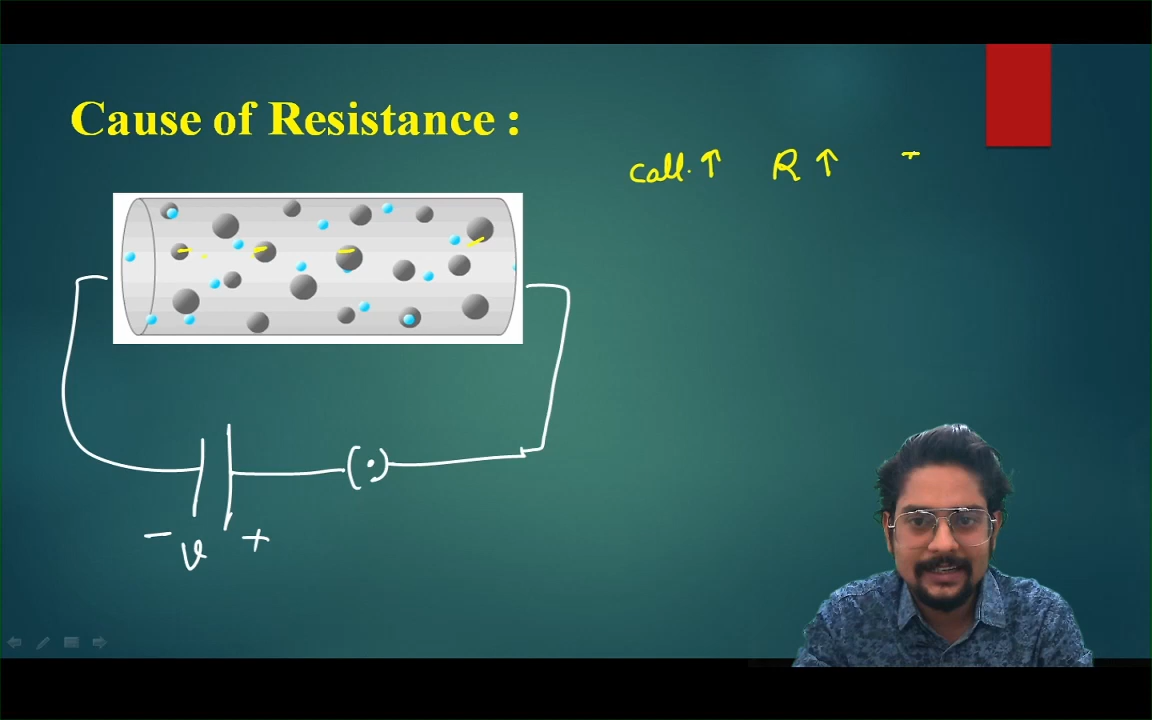 Cause of Resistance :
Coll. ↑ R ↑
- V +